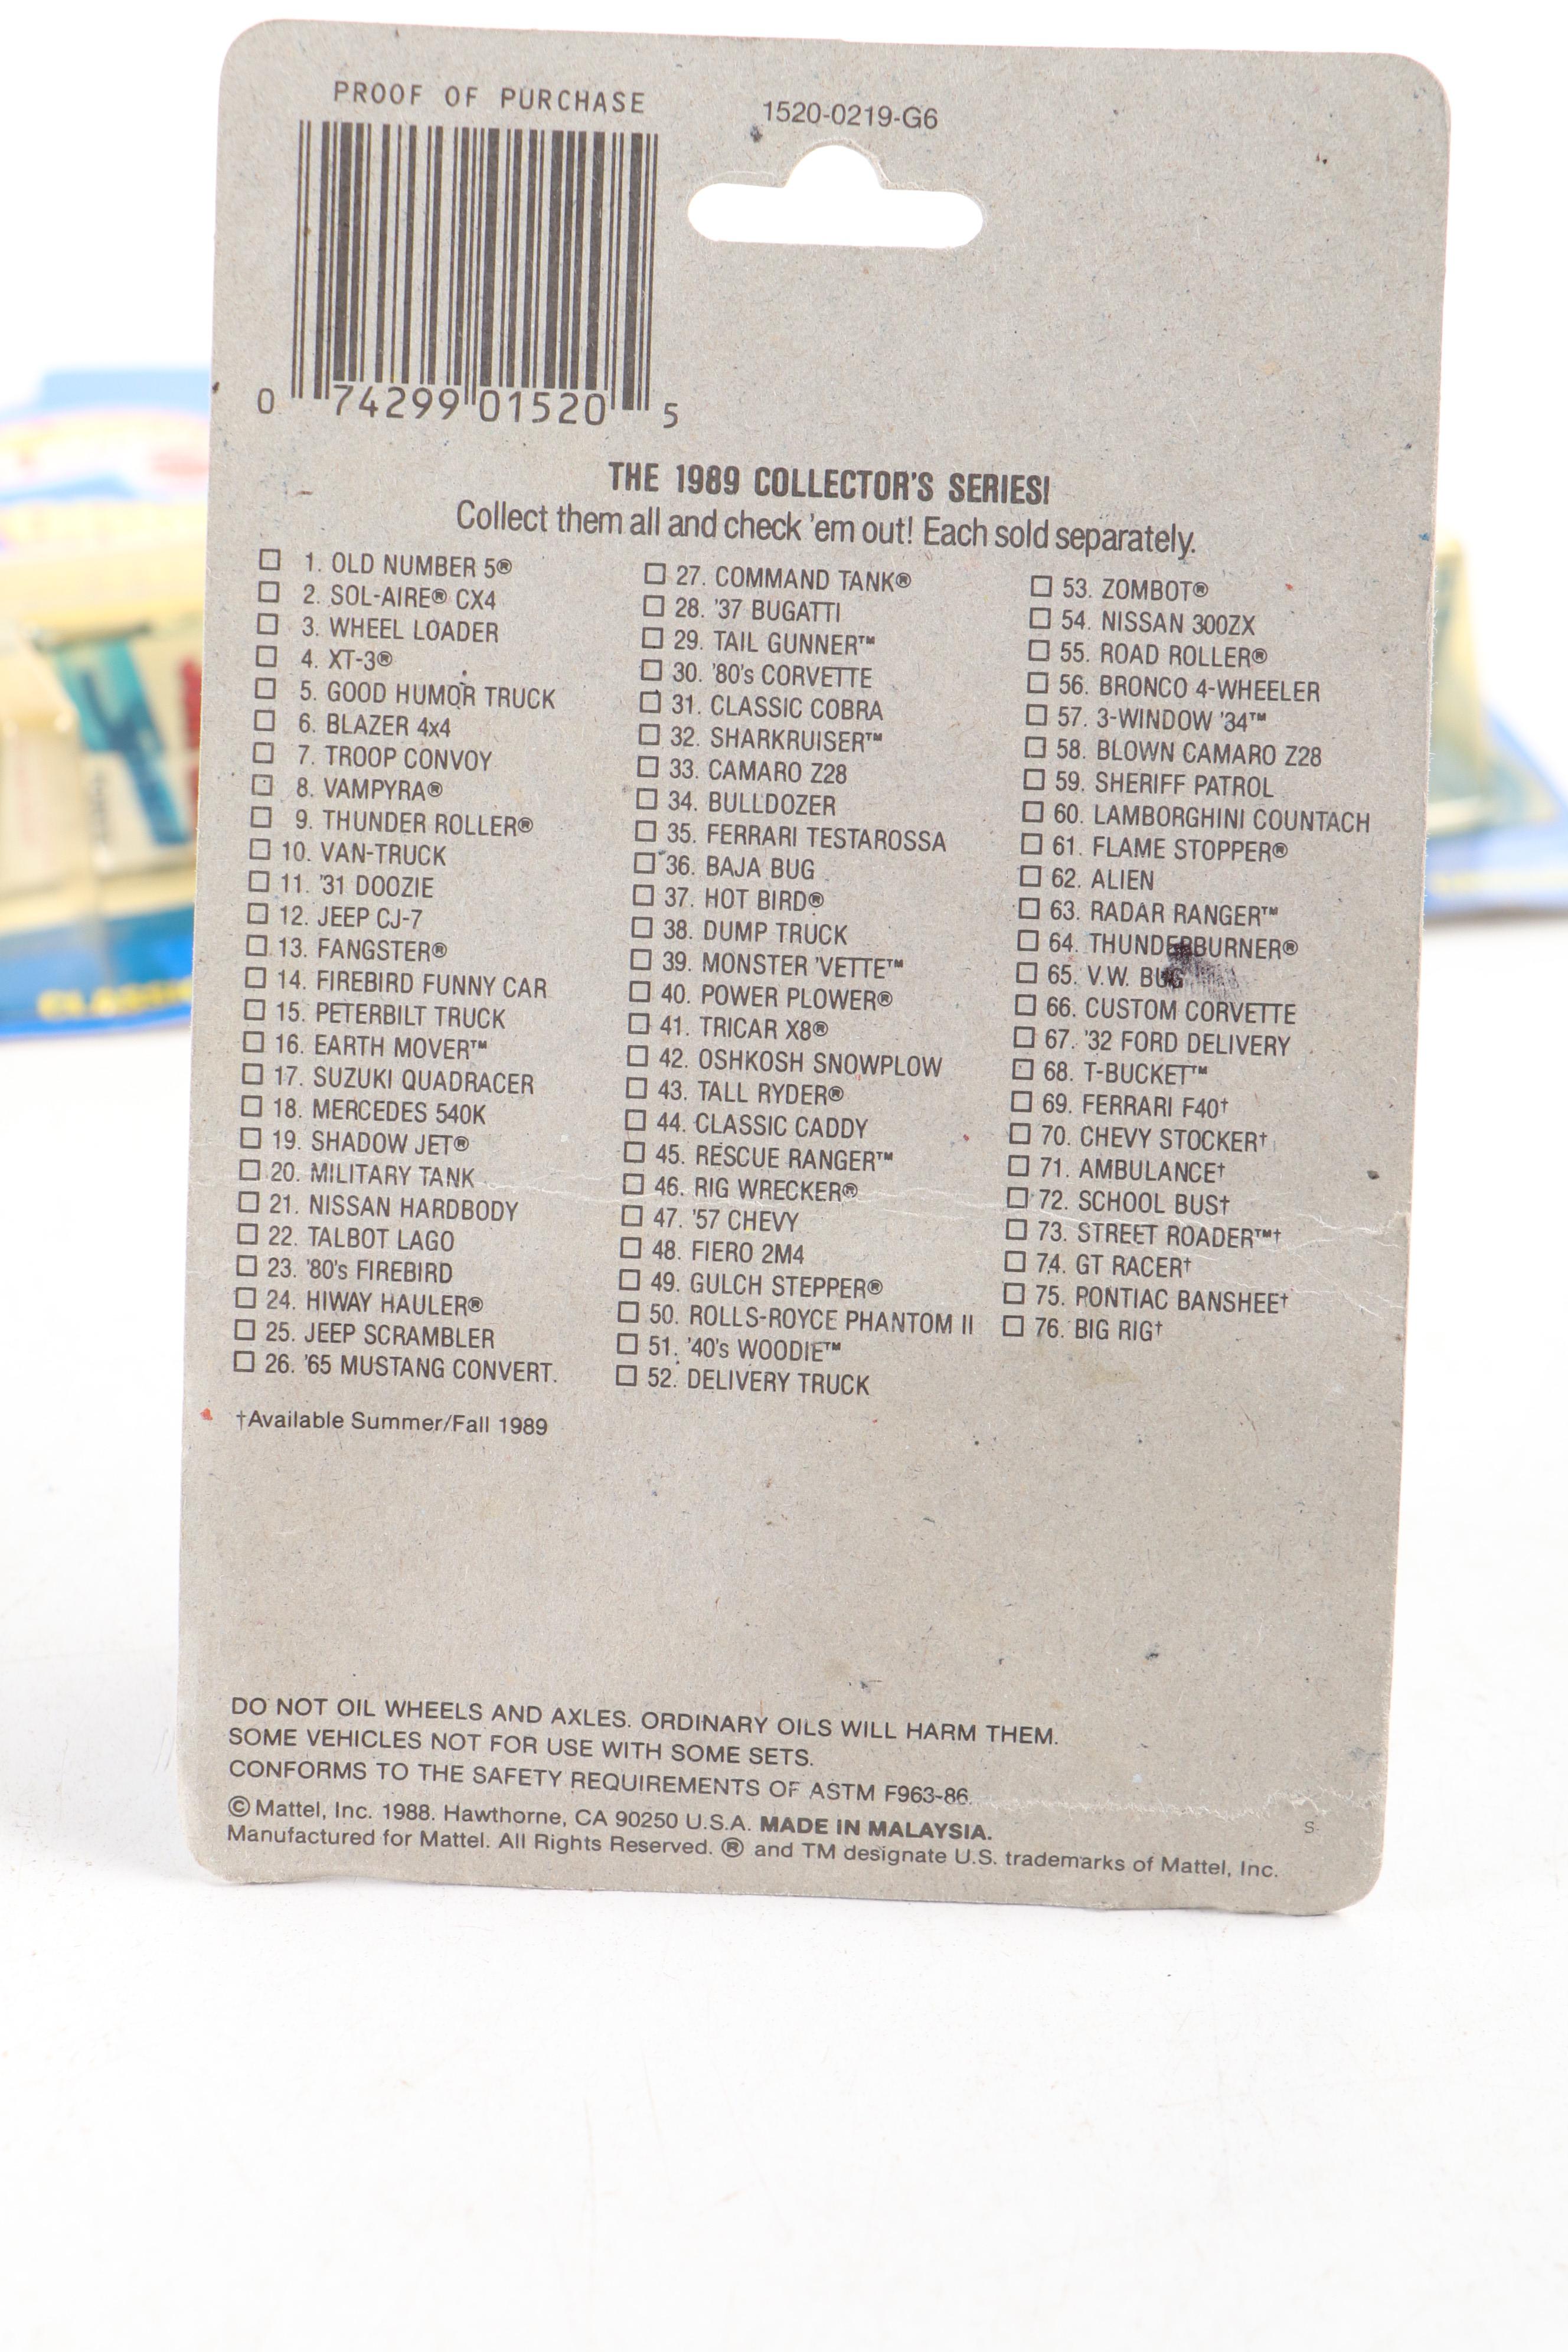 PROOF OF PURCHASE
1520-0219-G6
0 74299 01520 5
THE 1989 COLLECTOR'S SERIES!
Collect them all and check 'em out! Each sold separately.
1. OLD NUMBER 5®
2. SOL-AIRE® CX4
3. WHEEL LOADER
4. XT-3®
5. GOOD HUMOR TRUCK
6. BLAZER 4x4
7. TROOP CONVOY
8. VAMPYRA®
9. THUNDER ROLLER®
10. VAN-TRUCK
11. '31 DOOZIE
12. JEEP CJ-7
13. FANGSTER®
14. FIREBIRD FUNNY CAR
15. PETERBILT TRUCK
16. EARTH MOVER™
17. SUZUKI QUADRACER
18. MERCEDES 540K
19. SHADOW JET®
20. MILITARY TANK
21. NISSAN HARDBODY
22. TALBOT LAGO
23. '80's FIREBIRD
24. HIWAY HAULER®
25. JEEP SCRAMBLER
26. '65 MUSTANG CONVERT.
27. COMMAND TANK®
28. '37 BUGATTI
29. TAIL GUNNER™
30. '80's CORVETTE
31. CLASSIC COBRA
32. SHARKRUISER™
33. CAMARO Z28
34. BULLDOZER
35. FERRARI TESTAROSSA
36. BAJA BUG
37. HOT BIRD®
38. DUMP TRUCK
39. MONSTER 'VETTE™
40. POWER PLOWER®
41. TRICAR X8®
42. OSHKOSH SNOWPLOW
43. TALL RYDER®
44. CLASSIC CADDY
45. RESCUE RANGER™
46. RIG WRECKER®
47. '57 CHEVY
48. FIERO 2M4
49. GULCH STEPPER®
50. ROLLS-ROYCE PHANTOM II
51. '40's WOODIE™
52. DELIVERY TRUCK
53. ZOMBOT®
54. NISSAN 300ZX
55. ROAD ROLLER®
56. BRONCO 4-WHEELER
57. 3-WINDOW '34™
58. BLOWN CAMARO Z28
59. SHERIFF PATROL
60. LAMBORGHINI COUNTACH
61. FLAME STOPPER®
62. ALIEN
63. RADAR RANGER™
64. THUNDERBURNER®
65. V.W. BUG
66. CUSTOM CORVETTE
67. '32 FORD DELIVERY
68. T-BUCKET™
69. FERRARI F40†
70. CHEVY STOCKER†
71. AMBULANCE†
72. SCHOOL BUS†
73. STREET ROADER™†
74. GT RACER†
75. PONTIAC BANSHEE†
76. BIG RIG†
†Available Summer/Fall 1989
DO NOT OIL WHEELS AND AXLES. ORDINARY OILS WILL HARM THEM.
SOME VEHICLES NOT FOR USE WITH SOME SETS.
CONFORMS TO THE SAFETY REQUIREMENTS OF ASTM F963-86.
© Mattel, Inc. 1988. Hawthorne, CA 90250 U.S.A. MADE IN MALAYSIA.
S
Manufactured for Mattel. All Rights Reserved. ® and TM designate U.S. trademarks of Mattel, Inc.